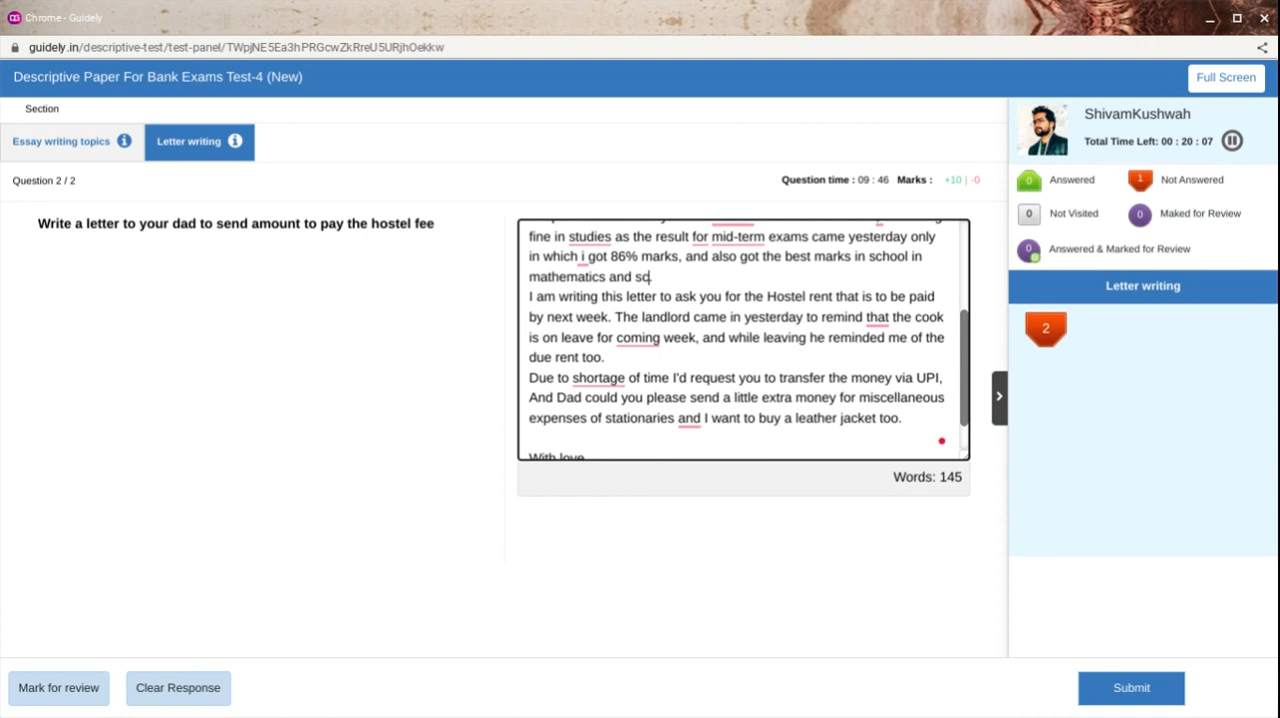 Chrome - Guidely
guidely.in/descriptive-test/test-panel/TWpjNE5Ea3hPRGcwZkRreU5URjhOekkw
Descriptive Paper For Bank Exams Test-4 (New)
Full Screen
Section
Essay writing topics
Letter writing
Question 2 / 2
Question time : 09 : 46 Marks : +10 | -0
Write a letter to your dad to send amount to pay the hostel fee
fine in studies as the result for mid-term exams came yesterday only
in which i got 86% marks, and also got the best marks in school in
mathematics and sc.
I am writing this letter to ask you for the Hostel rent that is to be paid
by next week. The landlord came in yesterday to remind that the cook
is on leave for coming week, and while leaving he reminded me of the
due rent too.
Due to shortage of time I'd request you to transfer the money via UPI,
And Dad could you please send a little extra money for miscellaneous
expenses of stationaries and I want to buy a leather jacket too.
With love
Words: 145
ShivamKushwah
Total Time Left: 00 : 20 : 07
0 Answered
1 Not Answered
0 Not Visited
0 Maked for Review
0 Answered & Marked for Review
Letter writing
2
Mark for review
Clear Response
Submit